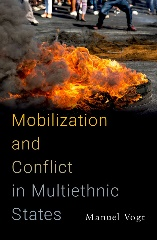 Mobilization
and
Conflict
in Multiethnic
States
Manuel Vogt